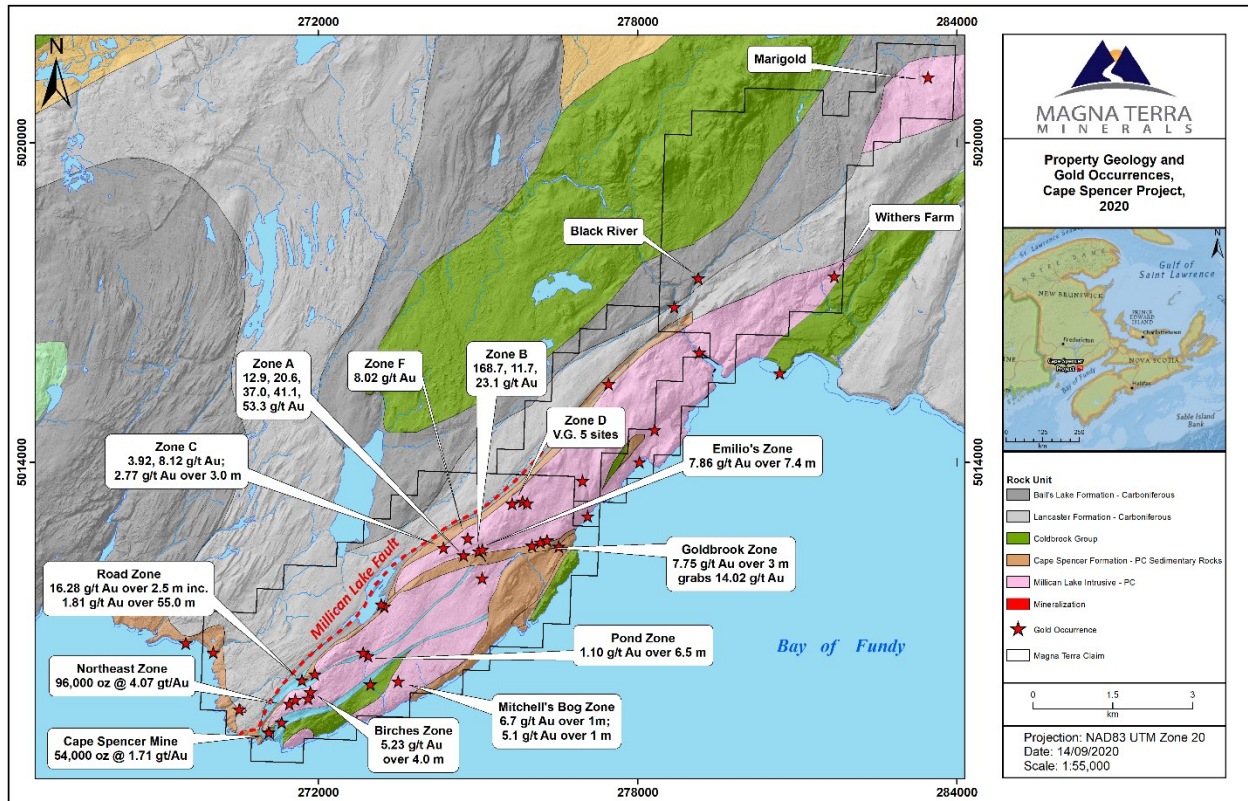 272000
278000
284000
N
Marigold
5020000
5020000
Withers Farm
Black River
Zone A
12.9, 20.6,
37.0, 41.1,
53.3 g/t Au
Zone F
8.02 g/t Au
Zone B
168.7, 11.7,
23.1 g/t Au
Zone D
V.G. 5 sites
Zone C
3.92, 8.12 g/t Au;
2.77 g/t Au over 3.0 m
Emilio's Zone
7.86 g/t Au over 7.4 m
5014000
5014000
Goldbrook Zone
7.75 g/t Au over 3 m
grabs 14.02 g/t Au
Millican Lake Fault
Road Zone
16.28 g/t Au over 2.5 m inc.
1.81 g/t Au over 55.0 m
Pond Zone
1.10 g/t Au over 6.5 m
Bay of Fundy
Northeast Zone
96,000 oz @ 4.07 gt/Au
Mitchell's Bog Zone
6.7 g/t Au over 1m;
5.1 g/t Au over 1 m
Cape Spencer Mine
54,000 oz @ 1.71 gt/Au
Birches Zone
5.23 g/t Au
over 4.0 m
272000
278000
284000
MAGNA TERRA
MINERALS
Property Geology and
Gold Occurrences,
Cape Spencer Project,
2020
N
Gulf of
Saint Lawrence
NEW BRUNSWICK
PRINCE
EDWARD
ISLAND
Charlottetown
Fredericton
Cape Spencer
Project
NOVA SCOTIA
Bay of Fundy
Halifax
Sable Island
Bank
0
125
250
km
Rock Unit
Ball's Lake Formation - Carboniferous
Lancaster Formation - Carboniferous
Coldbrook Group
Cape Spencer Formation - PC Sedimentary Rocks
Millican Lake Intrusive - PC
Mineralization
Gold Occurrence
Magna Terra Claim
0
1.5
3
km
Projection: NAD83 UTM Zone 20
Date: 14/09/2020
Scale: 1:55,000